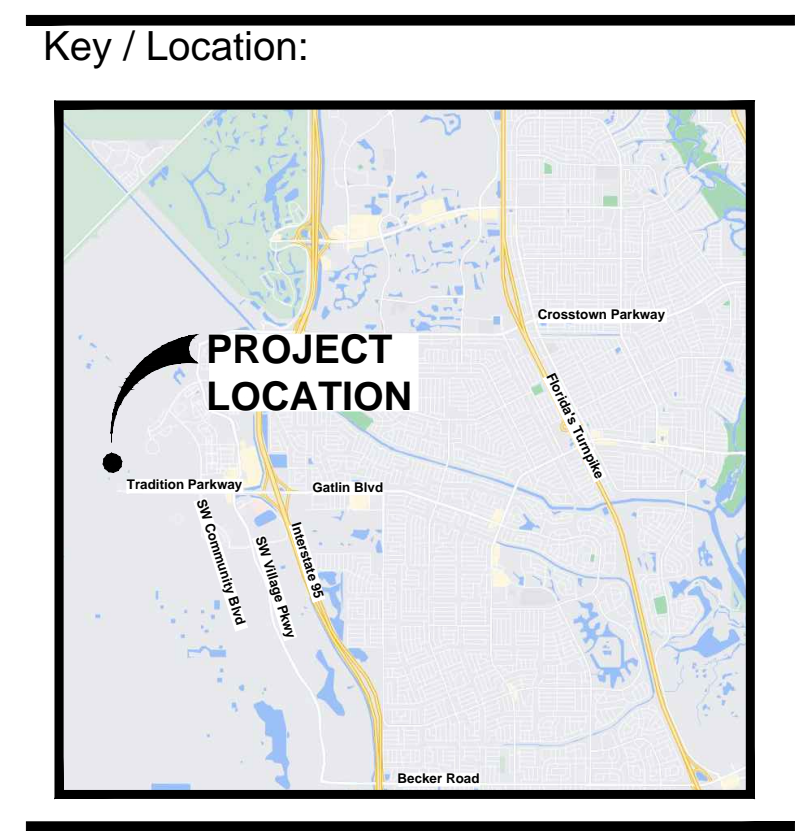 Key / Location:
Crosstown Parkway
PROJECT
LOCATION
Florida's Turnpike
Tradition Parkway
Gatlin Blvd
SW Community Blvd
SW Village Pkwy
Interstate 95
Becker Road